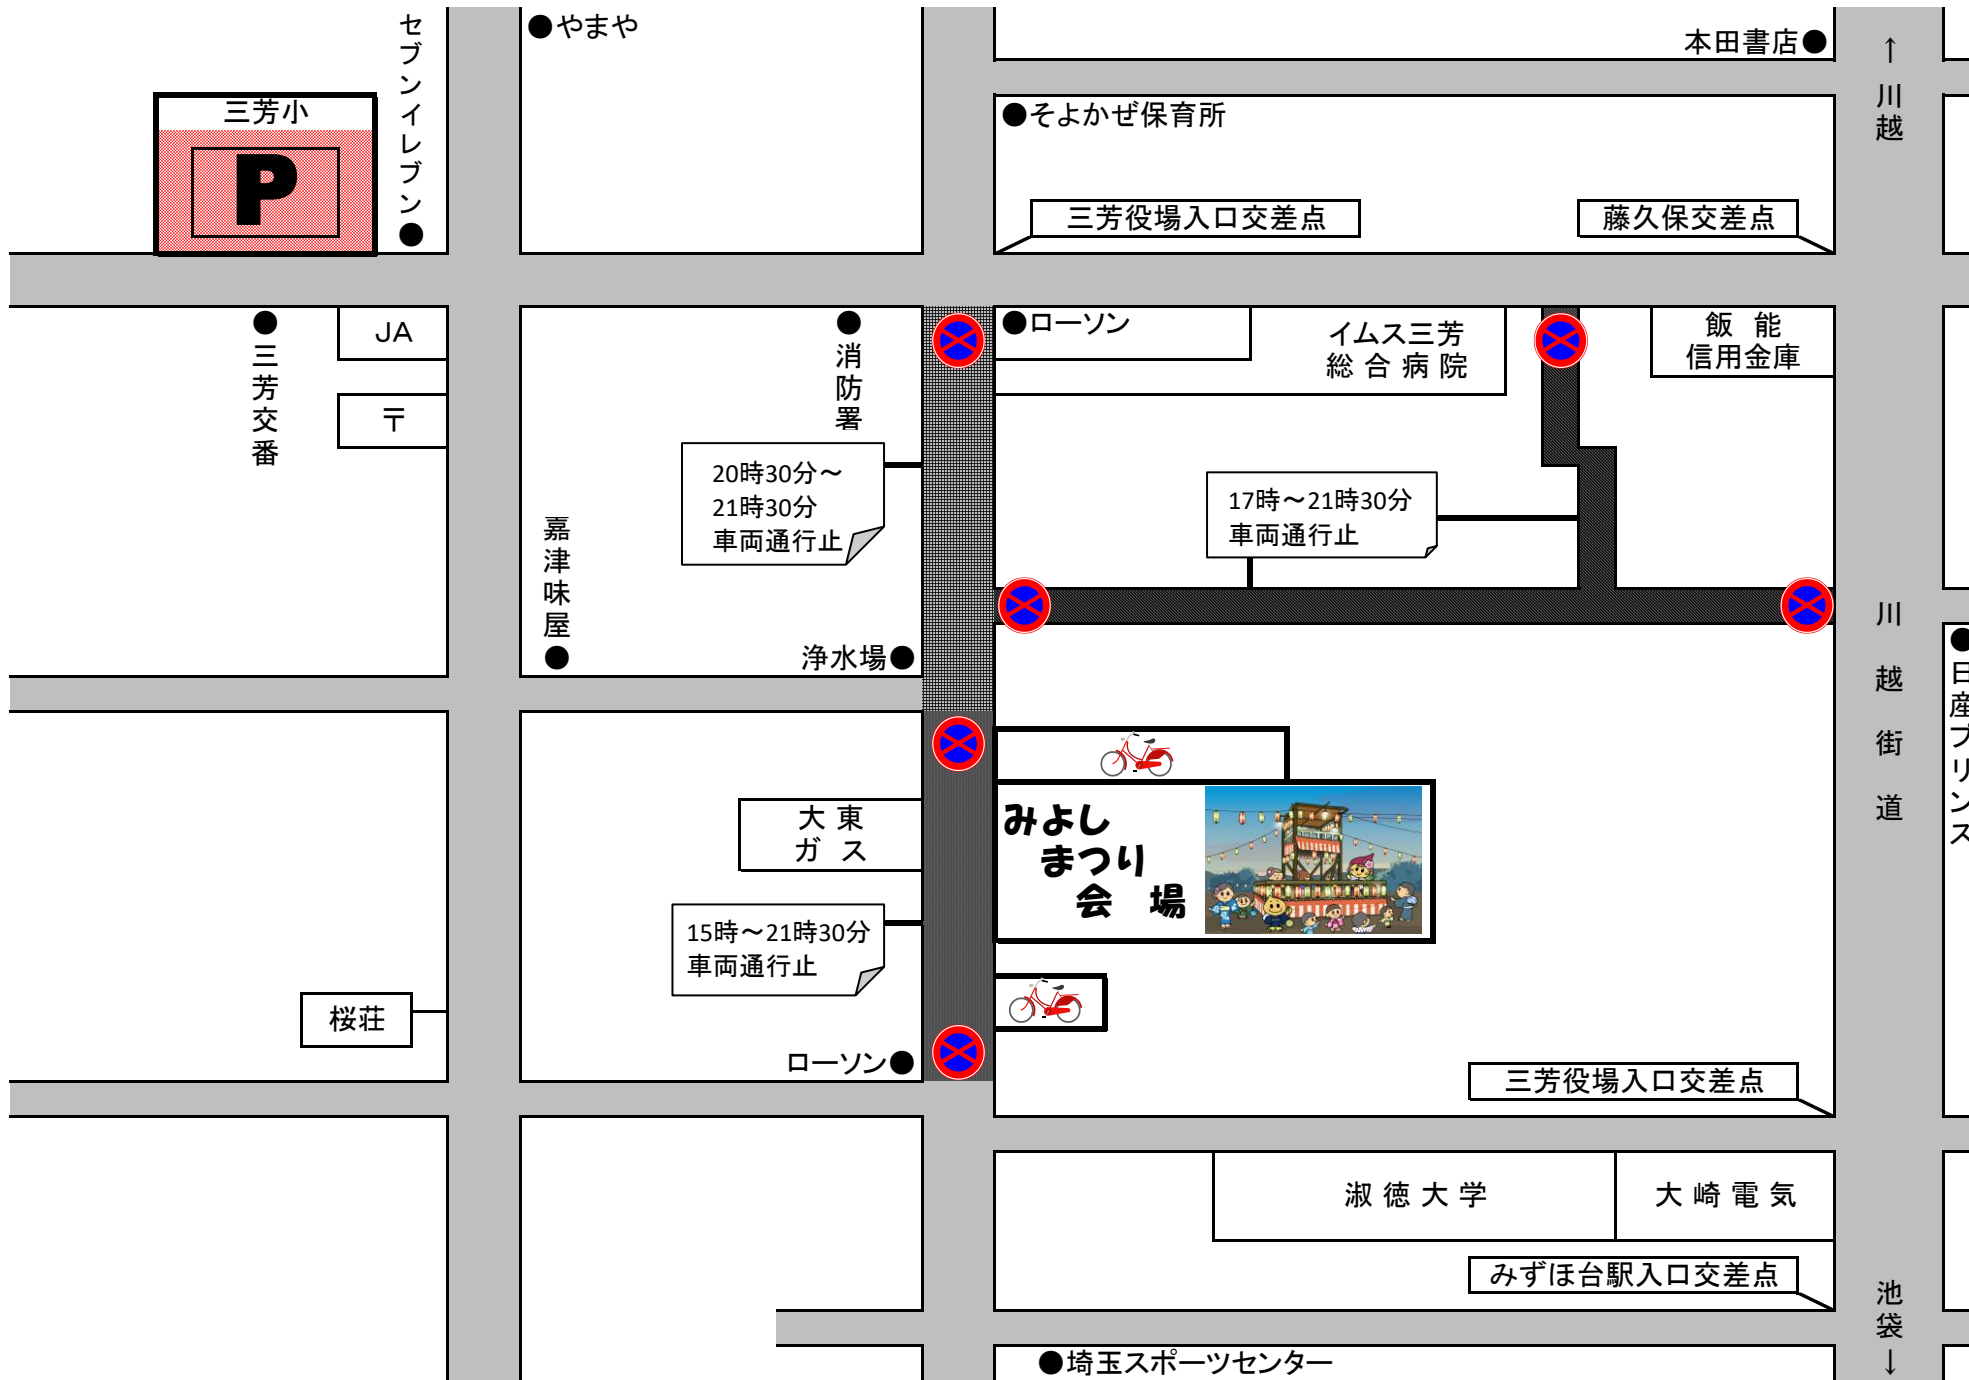 セブンイレブン●
●やまや
本田書店●
↑
川越
三芳小
P
●そよかぜ保育所
三芳役場入口交差点
藤久保交差点
●三芳交番
JA
〒
●消防署
●ローソン
イムス三芳
総合病院
飯 能
信用金庫
20時30分～
21時30分
車両通行止
17時～21時30分
車両通行止
嘉津味屋●
浄水場●
川越街道
●日産プリンス
大東
ガス
みよし
まつり
会 場
15時～21時30分
車両通行止
桜荘
ローソン●
三芳役場入口交差点
淑徳大学
大崎電気
みずほ台駅入口交差点
池袋
↓
●埼玉スポーツセンター